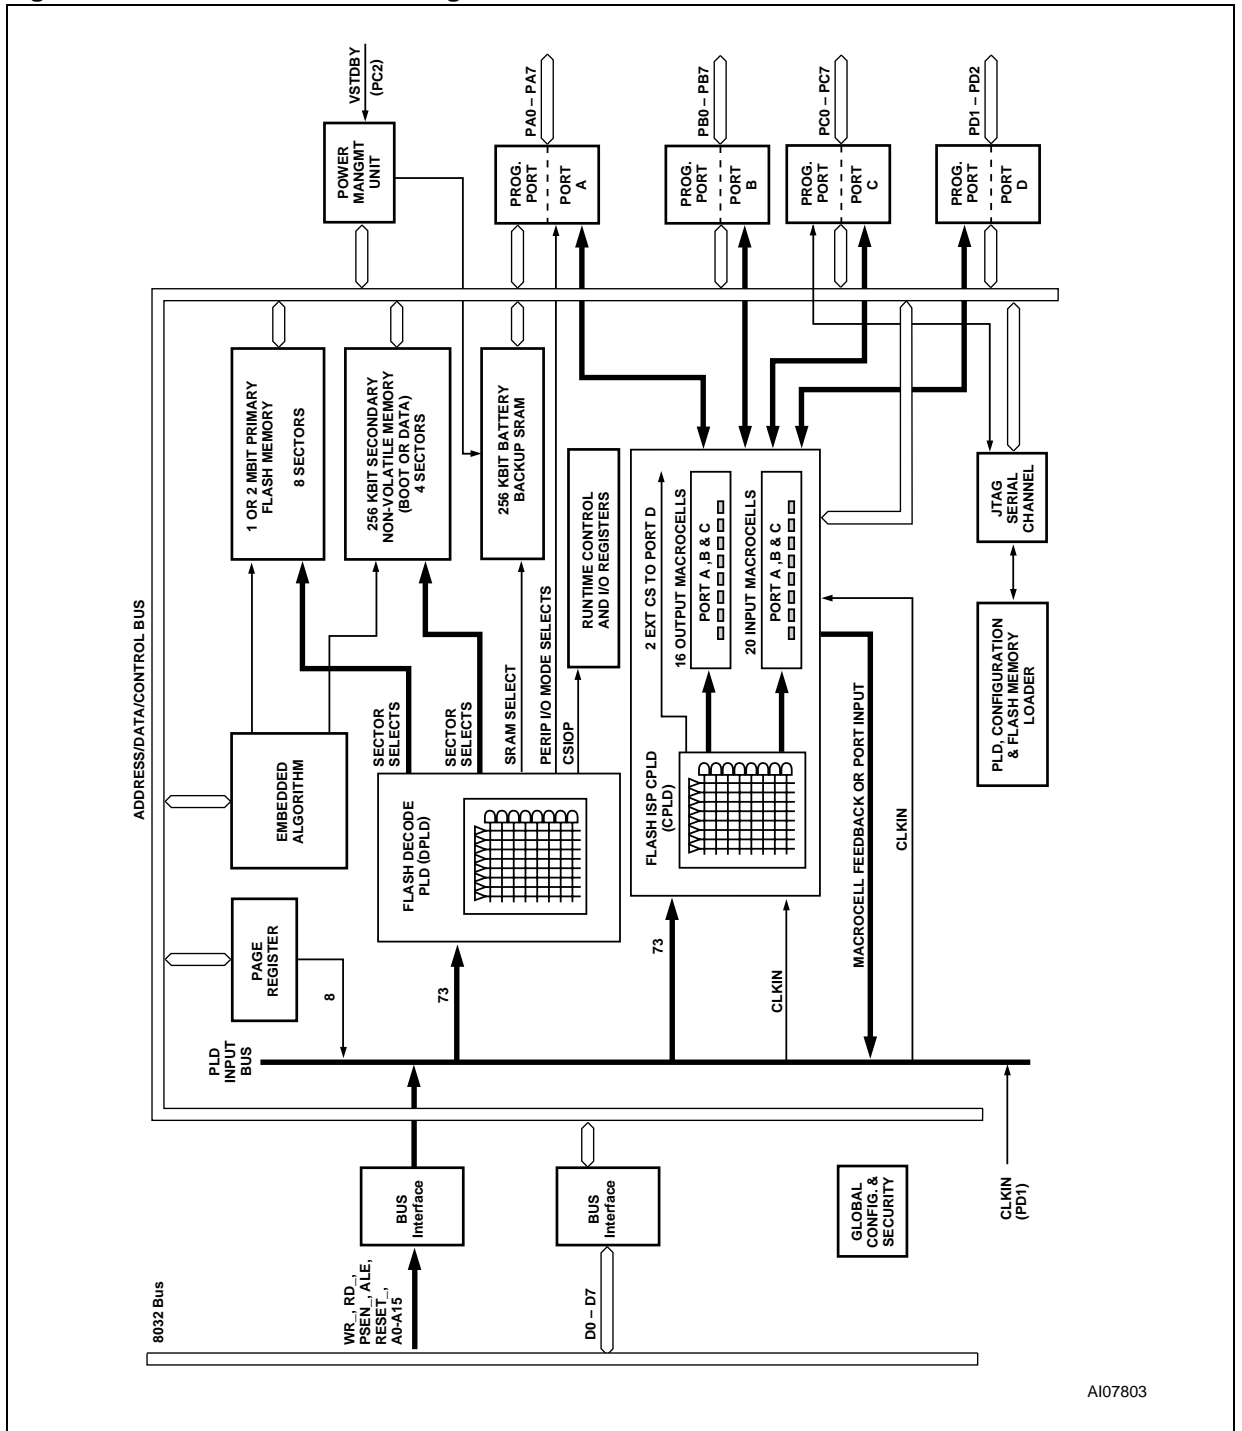 8032 Bus
WR_, RD_,
PSEN_, ALE,
RESET_,
A0-A15
D0 – D7
BUS
Interface
BUS
Interface
GLOBAL
CONFIG. &
SECURITY
CLKIN
(PD1)
PLD
INPUT
BUS
ADDRESS/DATA/CONTROL BUS
PAGE
REGISTER
8
73
73
CLKIN
EMBEDDED
ALGORITHM
FLASH DECODE
PLD (DPLD)
SECTOR
SELECTS
SECTOR
SELECTS
SRAM SELECT
PERIP I/O MODE SELECTS
CSIOP
FLASH ISP CPLD
(CPLD)
MACROCELL FEEDBACK OR PORT INPUT
CLKIN
1 OR 2 MBIT PRIMARY
FLASH MEMORY
8 SECTORS
256 KBIT SECONDARY
NON-VOLATILE MEMORY
(BOOT OR DATA)
4 SECTORS
256 KBIT BATTERY
BACKUP SRAM
RUNTIME CONTROL
AND I/O REGISTERS
2 EXT CS TO PORT D
16 OUTPUT MACROCELLS
PORT A ,B & C
20 INPUT MACROCELLS
PORT A ,B & C
PLD, CONFIGURATION
& FLASH MEMORY
LOADER
JTAG
SERIAL
CHANNEL
VSTDBY
(PC2)
POWER
MANGMT
UNIT
PROG.
PORT
PORT
A
PA0 – PA7
PROG.
PORT
PORT
B
PB0 – PB7
PROG.
PORT
PORT
C
PC0 – PC7
PROG.
PORT
PORT
D
PD1 – PD2
AI07803